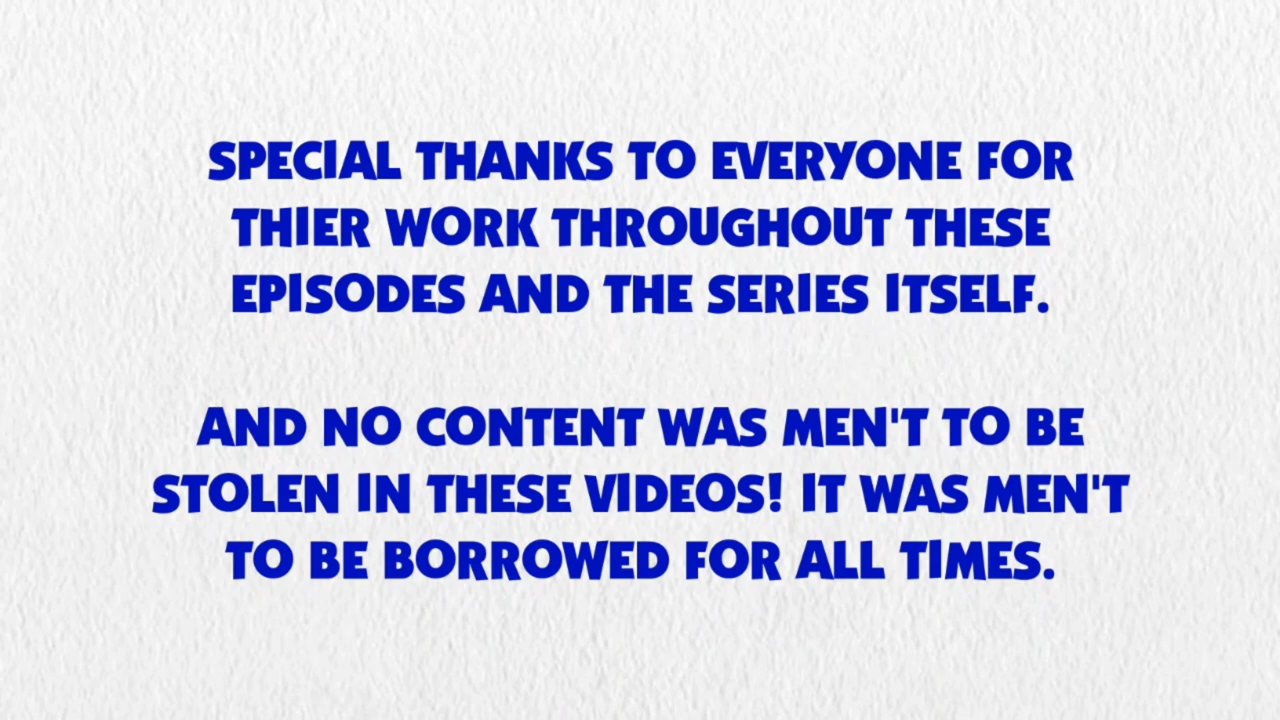 SPECIAL THANKS TO EVERYONE FOR
THIER WORK THROUGHOUT THESE
EPISODES AND THE SERIES ITSELF.
AND NO CONTENT WAS MEN'T TO BE
STOLEN IN THESE VIDEOS! IT WAS MEN'T
TO BE BORROWED FOR ALL TIMES.